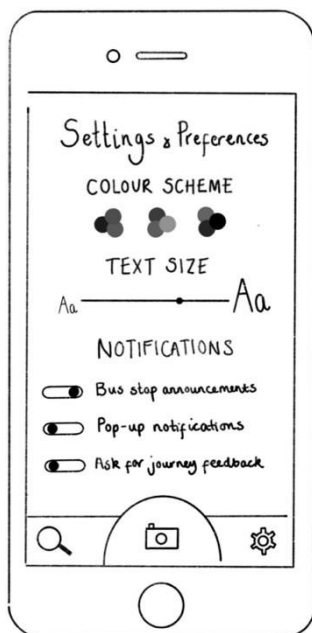 Settings & Preferences
COLOUR SCHEME
TEXT SIZE
Aa Aa
NOTIFICATIONS
Bus stop announcements
Pop-up notifications
Ask for journey feedback